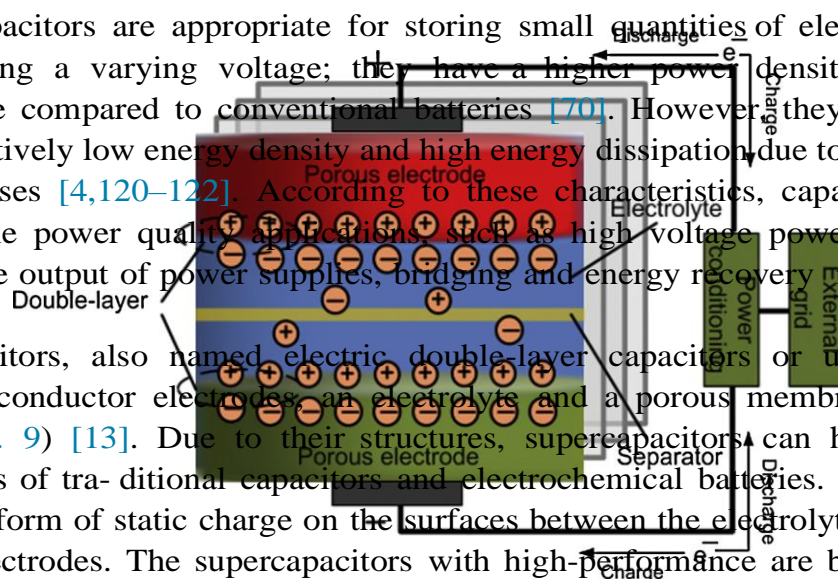 pacitors are appropriate for storing small quantities of ele
ing a varying voltage; they have a higher power densit
e compared to conventional batteries [70]. However, they
tively low energy density and high energy dissipation due to
ses [4,120–122]. According to these characteristics, capa
e power quality applications, such as high voltage powe
e output of power supplies, bridging and energy recovery
itors, also named electric double-layer capacitors or u
conductor electrodes, an electrolyte and a porous membr
. 9) [13]. Due to their structures, supercapacitors can h
s of tra- ditional capacitors and electrochemical batteries.
form of static charge on the surfaces between the electrolyt
ectrodes. The supercapacitors with high-performance are b
Discharge
e⁻
Charge
+
Porous electrode
Electrolyte
Double-layer
Power
conditioning
External
grid
Porous electrode
Separator
−
Discharge
Charge
e⁻